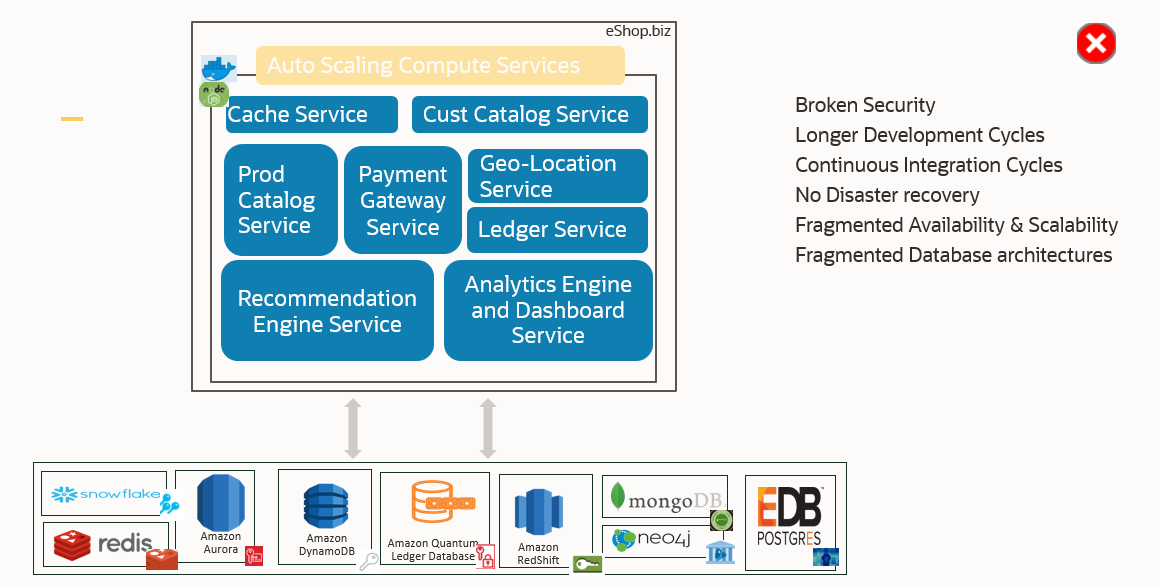 eShop.biz
Auto Scaling Compute Services
node
JS
Cache Service
Cust Catalog Service
Prod
Catalog
Service
Payment
Gateway
Service
Geo-Location
Service
Ledger Service
Recommendation
Engine Service
Analytics Engine
and Dashboard
Service
Broken Security
Longer Development Cycles
Continuous Integration Cycles
No Disaster recovery
Fragmented Availability & Scalability
Fragmented Database architectures
snowflake
redis
Amazon
Aurora
Amazon
DynamoDB
Amazon Quantum
Ledger Database
Amazon
RedShift
mongoDB
neo4j
EDB
POSTGRES